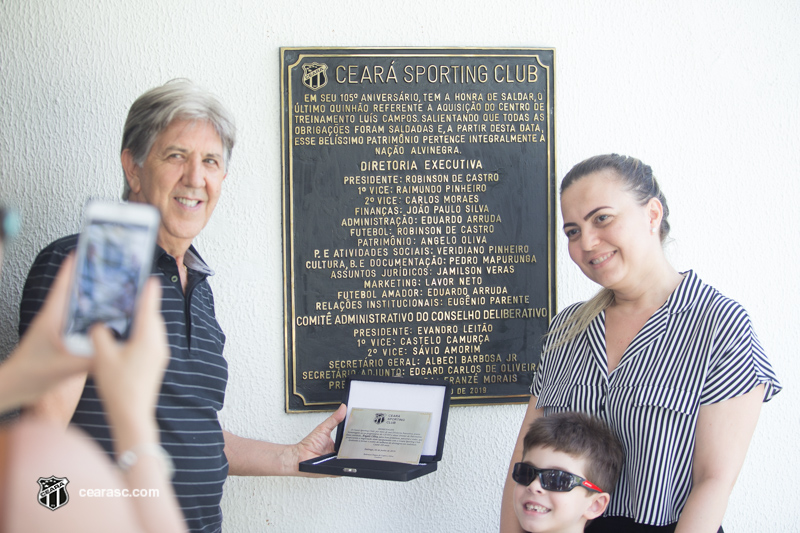 CEARÁ SPORTING CLUB
EM SEU 105º ANIVERSÁRIO, TEM A HONRA DE SALDAR, O
ÚLTIMO QUINHÃO REFERENTE A AQUISIÇÃO DO CENTRO DE
TREINAMENTO LUÍS CAMPOS. SALIENTANDO QUE TODAS AS
OBRIGAÇÕES FORAM SALDADAS E, A PARTIR DESTA DATA,
ESSE BELÍSSIMO PATRIMÔNIO PERTENCE INTEGRALMENTE A
NAÇÃO ALVINEGRA.
DIRETORIA EXECUTIVA
PRESIDENTE: ROBINSON DE CASTRO
1º VICE: RAIMUNDO PINHEIRO
2º VICE: CARLOS MORAES
FINANÇAS: JOÃO PAULO SILVA
ADMINISTRAÇÃO: EDUARDO ARRUDA
FUTEBOL: ROBINSON DE CASTRO
PATRIMÔNIO: ANGELO OLIVA
P. E ATIVIDADES SOCIAIS: VERIDIANO PINHEIRO
CULTURA, B. E DOCUMENTAÇÃO: PEDRO MAPURUNGA
ASSUNTOS JURÍDICOS: JAMILSON VERAS
MARKETING: LAVOR NETO
FUTEBOL AMADOR: EDUARDO ARRUDA
RELAÇÕES INSTITUCIONAIS: EUGÊNIO PARENTE
COMITÊ ADMINISTRATIVO DO CONSELHO DELIBERATIVO
PRESIDENTE: EVANDRO LEITÃO
1º VICE: CASTELO CAMURÇA
2º VICE: SÁVIO AMORIM
SECRETÁRIO GERAL: ALBECI BARBOSA JR
SECRETÁRIO ADJUNTO: EDGARD CARLOS DE OLIVEIRA
FRANZÉ MORAIS
DE 2019
CEARÁ
SPORTING
CLUB
CEARÁ
cearasc.com